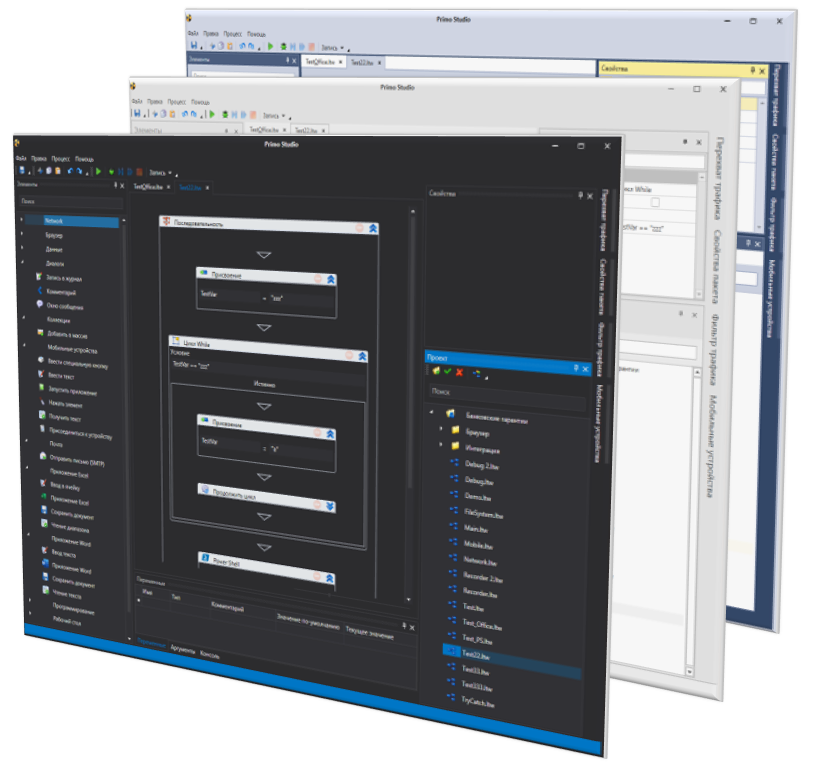 Primo Studio
Файл Правка Процесс Помощь
Запись
Элементы
TestOffice.ltw × Test22.ltw ×
Свойства
Перехват трафика
Свойства пакета
Фильтр трафика
Мобильные устройства
Primo Studio
Файл Правка Процесс Помощь
Запись
Элементы
TestOffice.ltw × Test22.ltw ×
Перехват трафика
Свойства пакета
Фильтр трафика
Мобильные устройства
Primo Studio
Файл Правка Процесс Помощь
Запись
Элементы
TestOffice.ltw × Test22.ltw ×
Поиск
Network
Браузер
Данные
Диалоги
Запись в журнал
Комментарий
Окно сообщения
Коллекции
Добавить в массив
Мобильные устройства
Ввести специальную кнопку
Ввести текст
Запустить приложение
Нажать элемент
Получить текст
Присоединиться к устройству
Почта
Отправить письмо (SMTP)
Приложение Excel
Ввод в ячейку
Приложение Excel
Сохранить документ
Чтение диапазона
Приложение Word
Ввод текста
Приложение Word
Сохранить документ
Чтение текста
Программирование
Рабочий стол
Последовательность
Присвоение
TestVar = "xxx"
Цикл While
Условие
Истинно
Присвоение
TestVar = "x"
Продолжить цикл
Power Shell
Переменные
Имя Тип Комментарий Значение по-умолчанию Текущее значение
Переменные Аргументы Консоль
Свойства
Проект
Поиск
Банковские гарантии
Браузер
Интеграция
Debug 2.ltw
Debug.ltw
Demo.ltw
FileSystem.ltw
Main.ltw
Mobile.ltw
Network.ltw
Recorder 2.ltw
Recorder.ltw
Test.ltw
Test_Office.ltw
Test_PS.ltw
Test22.ltw
Test33.ltw
Test333.ltw
TryCatch.ltw
Перехват трафика
Свойства пакета
Фильтр трафика
Мобильные устройства